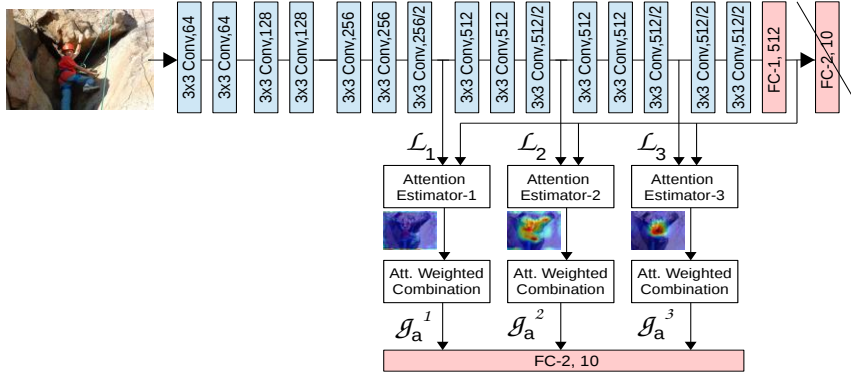 3x3 Conv,64
3x3 Conv,64
3x3 Conv,128
3x3 Conv,128
3x3 Conv,256
3x3 Conv,256
3x3 Conv,256/2
3x3 Conv,512
3x3 Conv,512
3x3 Conv,512/2
3x3 Conv,512
3x3 Conv,512
3x3 Conv,512/2
3x3 Conv,512/2
3x3 Conv,512/2
FC-1, 512
FC-2, 10
ℒ1
ℒ2
ℒ3
Attention
Estimator-1
Attention
Estimator-2
Attention
Estimator-3
Att. Weighted
Combination
Att. Weighted
Combination
Att. Weighted
Combination
ga1
ga2
ga3
FC-2, 10